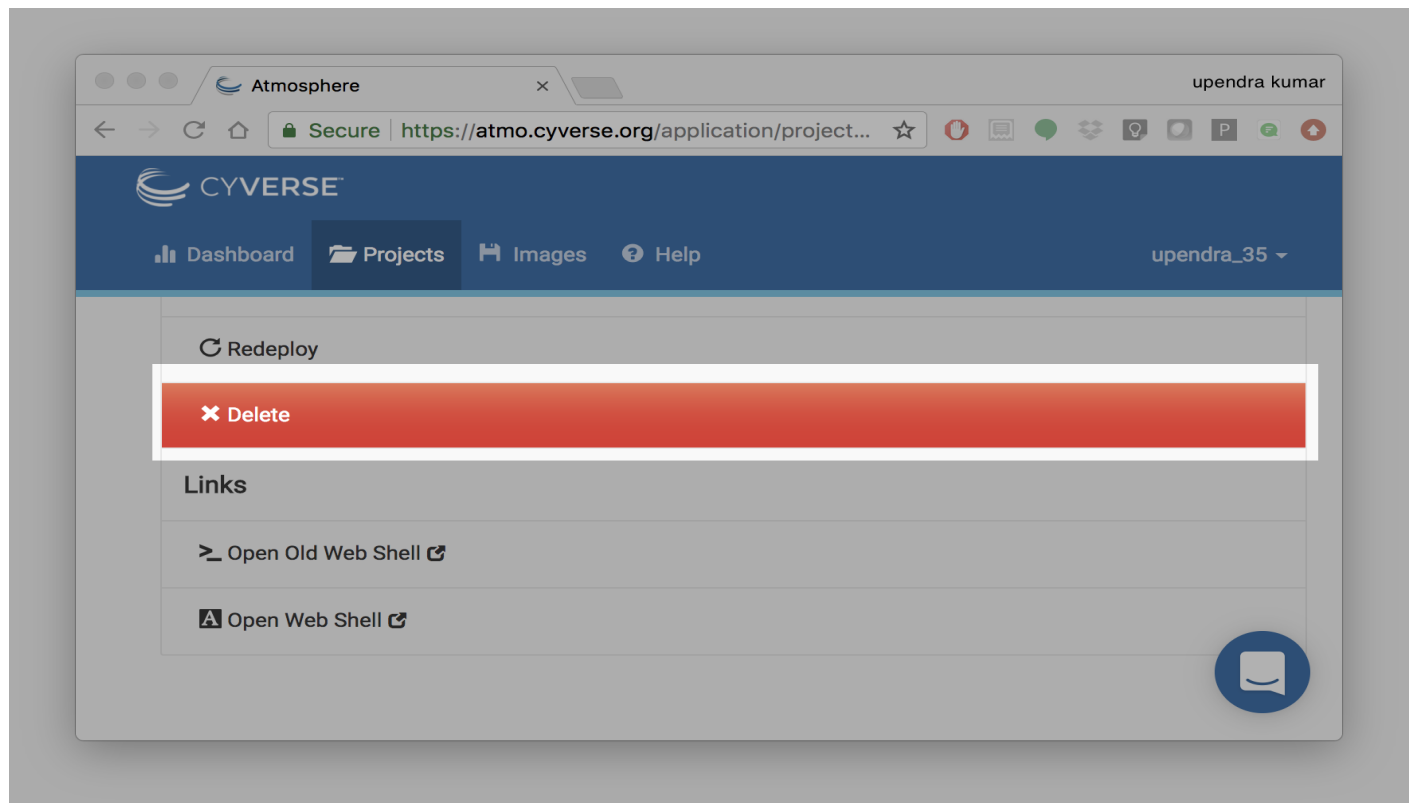 Atmosphere
upendra kumar
Secure https://atmo.cyverse.org/application/project...
P
CYVERSE
Dashboard Projects Images Help upendra_35
Redeploy
Delete
Links
Open Old Web Shell
A Open Web Shell